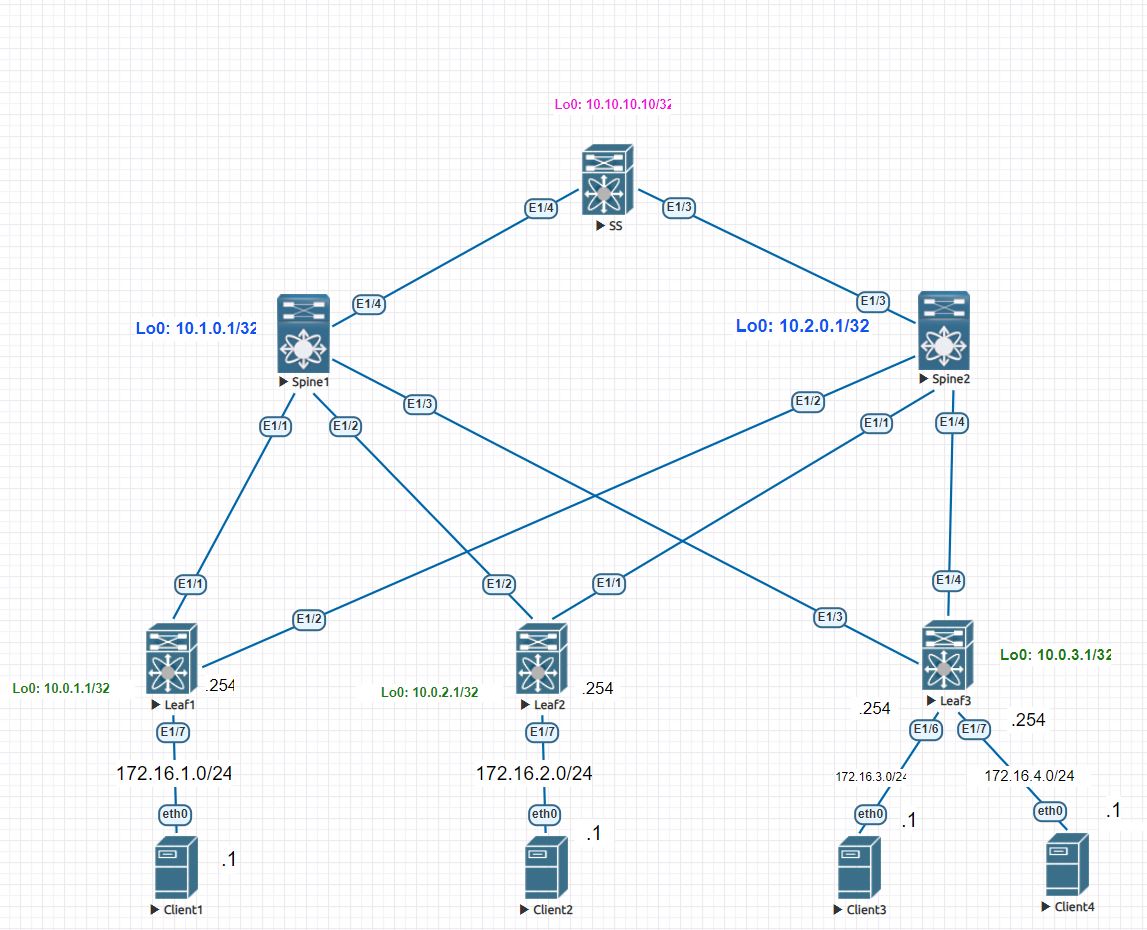 Lo0: 10.10.10.10/32
E1/4
E1/3
SS
E1/4
E1/3
Lo0: 10.1.0.1/32
Lo0: 10.2.0.1/32
Spine1
Spine2
E1/3
E1/2
E1/1
E1/2
E1/1
E1/4
E1/1
E1/2
E1/1
E1/4
E1/2
E1/3
Lo0: 10.0.1.1/32
.254
Lo0: 10.0.2.1/32
.254
Lo0: 10.0.3.1/32
Leaf1
Leaf2
Leaf3
.254
.254
E1/7
E1/7
E1/6
E1/7
172.16.1.0/24
172.16.2.0/24
172.16.3.0/24
172.16.4.0/24
eth0
eth0
eth0
eth0
.1
.1
.1
.1
Client1
Client2
Client3
Client4